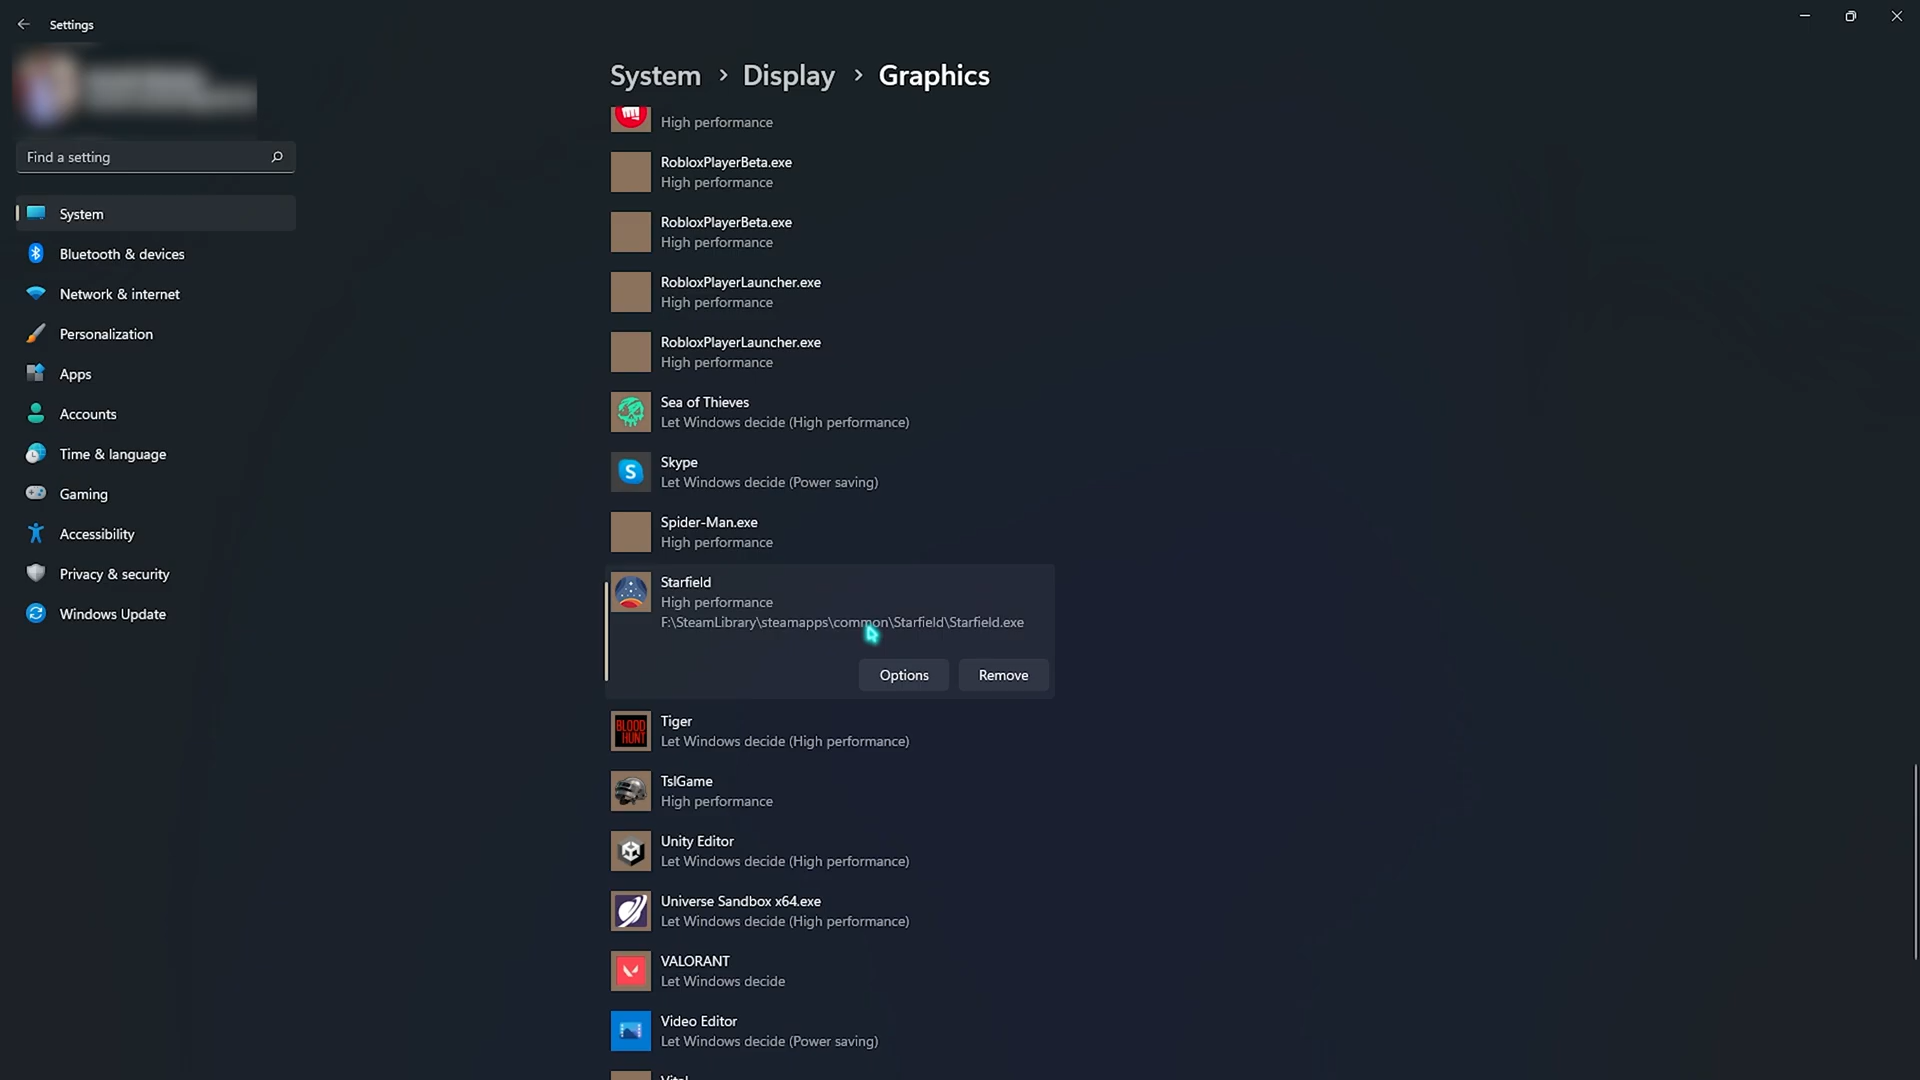 Settings
System > Display > Graphics
Find a setting
System
Bluetooth & devices
Network & internet
Personalization
Apps
Accounts
Time & language
Gaming
Accessibility
Privacy & security
Windows Update
High performance
RobloxPlayerBeta.exe
High performance
RobloxPlayerBeta.exe
High performance
RobloxPlayerLauncher.exe
High performance
RobloxPlayerLauncher.exe
High performance
Sea of Thieves
Let Windows decide (High performance)
S
Skype
Let Windows decide (Power saving)
Spider-Man.exe
High performance
Starfield
High performance
F:\SteamLibrary\steamapps\common\Starfield\Starfield.exe
Options
Remove
BLOOD
HUNT
Tiger
Let Windows decide (High performance)
TslGame
High performance
Unity Editor
Let Windows decide (High performance)
Universe Sandbox x64.exe
Let Windows decide (High performance)
VALORANT
Let Windows decide
Video Editor
Let Windows decide (Power saving)